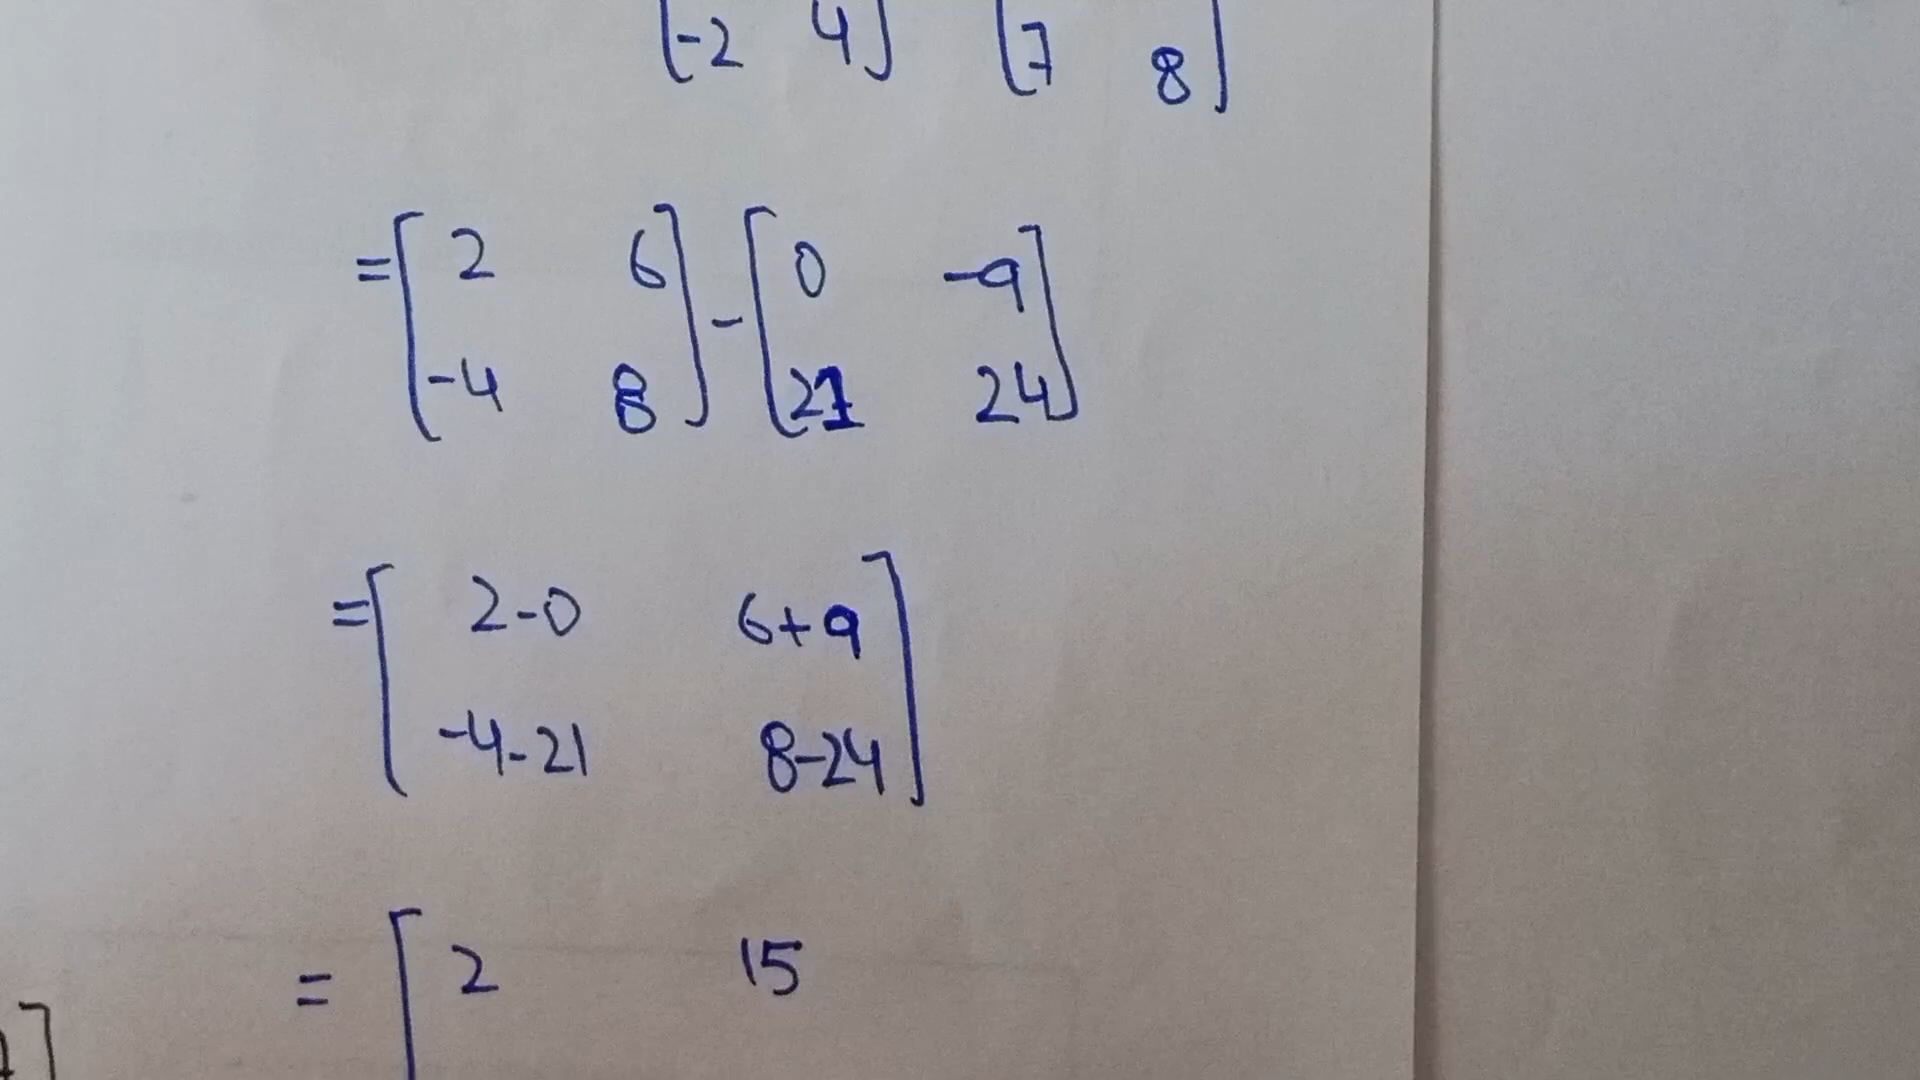 [-2 4] [7 8]
= [2 6] - [0 -9]
[-4 8] [21 24]
= [2-0 6+9]
[-4-21 8-24]
= [2 15
]